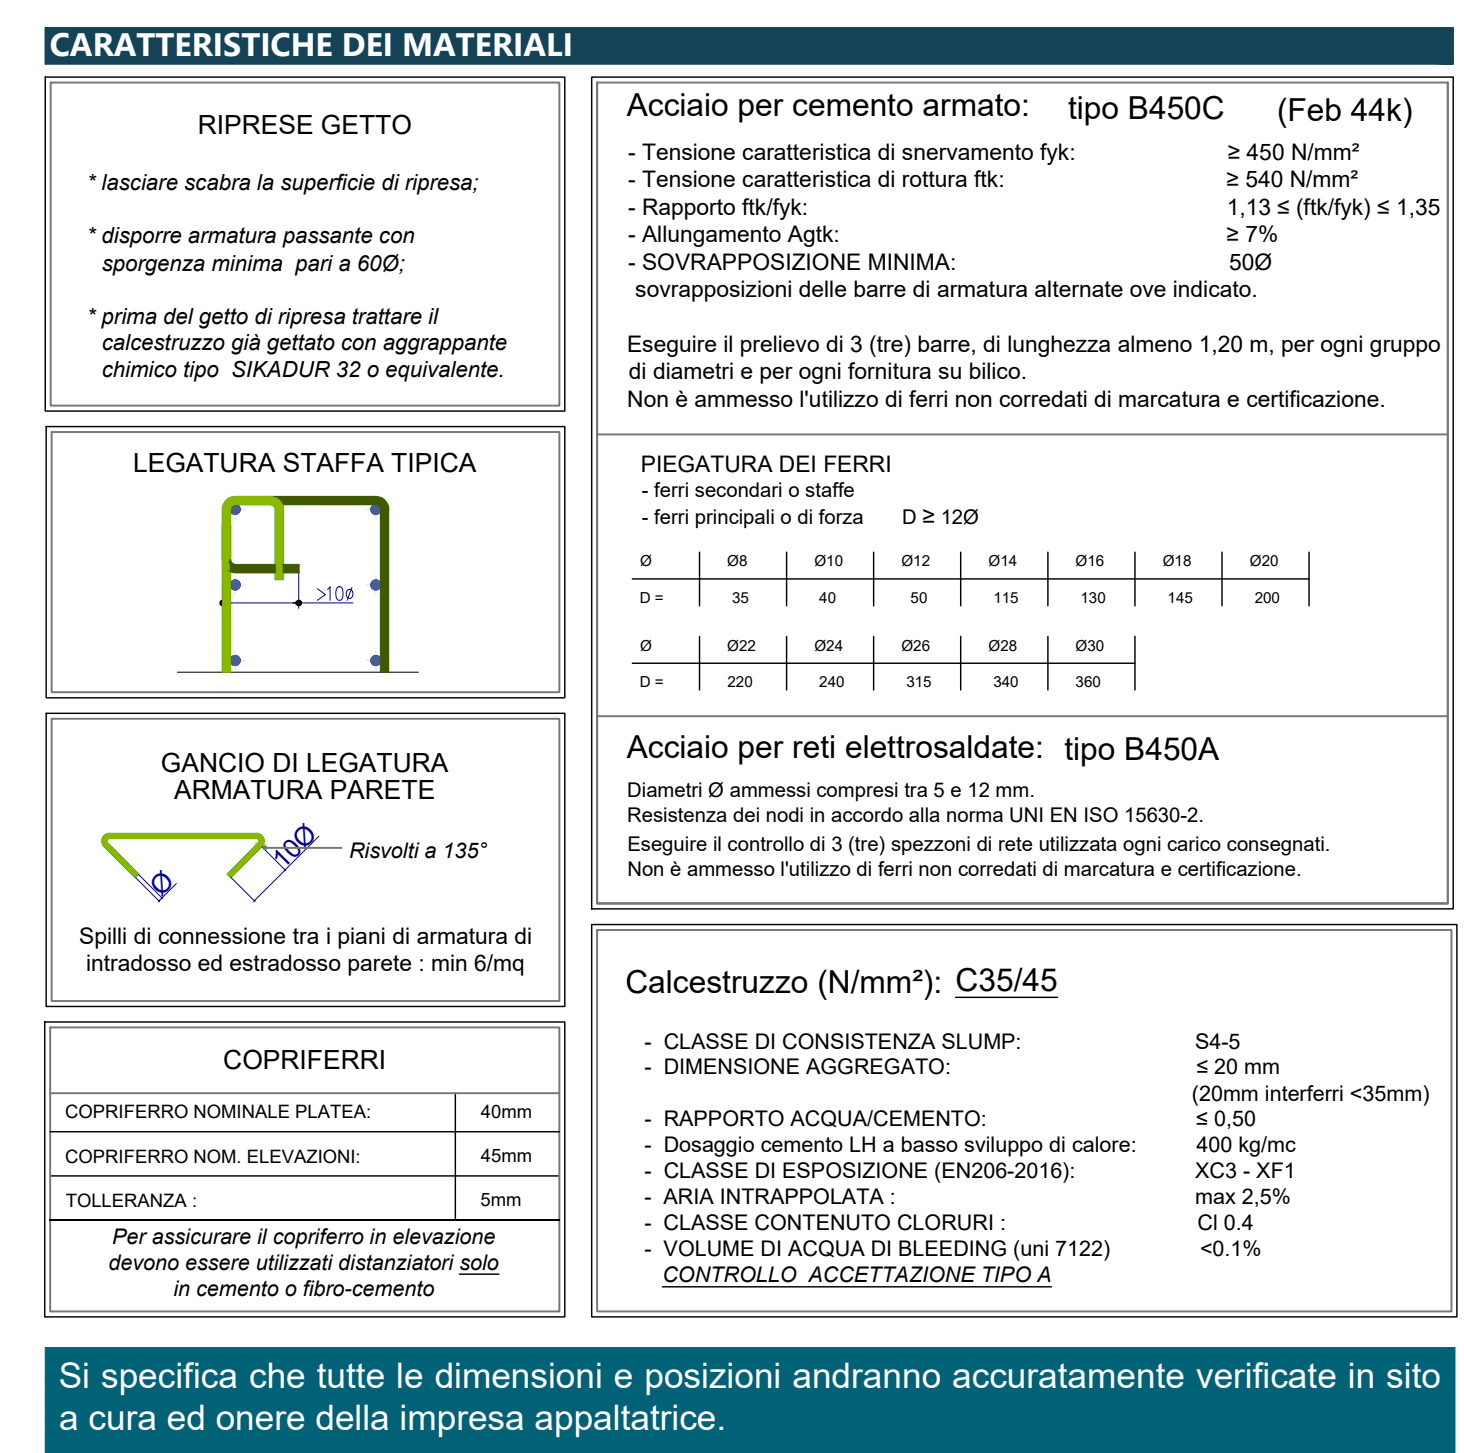 CARATTERISTICHE DEI MATERIALI
RIPRESE GETTO
* lasciare scabra la superficie di ripresa;
* disporre armatura passante con
sporgenza minima pari a 60Ø;
* prima del getto di ripresa trattare il
calcestruzzo già gettato con aggrappante
chimico tipo SIKADUR 32 o equivalente.
LEGATURA STAFFA TIPICA
>10ø
GANCIO DI LEGATURA
ARMATURA PARETE
10Ø
Risvolti a 135°
Ø
Spilli di connessione tra i piani di armatura di
intradosso ed estradosso parete : min 6/mq
COPRIFERRI
COPRIFERRO NOMINALE PLATEA: 40mm
COPRIFERRO NOM. ELEVAZIONI: 45mm
TOLLERANZA : 5mm
Per assicurare il copriferro in elevazione
devono essere utilizzati distanziatori solo
in cemento o fibro-cemento
Acciaio per cemento armato: tipo B450C (Feb 44k)
- Tensione caratteristica di snervamento fyk: ≥ 450 N/mm²
- Tensione caratteristica di rottura ftk: ≥ 540 N/mm²
- Rapporto ftk/fyk: 1,13 ≤ (ftk/fyk) ≤ 1,35
- Allungamento Agtk: ≥ 7%
- SOVRAPPOSIZIONE MINIMA: 50Ø
sovrapposizioni delle barre di armatura alternate ove indicato.
Eseguire il prelievo di 3 (tre) barre, di lunghezza almeno 1,20 m, per ogni gruppo
di diametri e per ogni fornitura su bilico.
Non è ammesso l'utilizzo di ferri non corredati di marcatura e certificazione.
PIEGATURA DEI FERRI
- ferri secondari o staffe
- ferri principali o di forza D ≥ 12Ø
Ø Ø8 Ø10 Ø12 Ø14 Ø16 Ø18 Ø20
D = 35 40 50 115 130 145 200
Ø Ø22 Ø24 Ø26 Ø28 Ø30
D = 220 240 315 340 360
Acciaio per reti elettrosaldate: tipo B450A
Diametri Ø ammessi compresi tra 5 e 12 mm.
Resistenza dei nodi in accordo alla norma UNI EN ISO 15630-2.
Eseguire il controllo di 3 (tre) spezzoni di rete utilizzata ogni carico consegnati.
Non è ammesso l'utilizzo di ferri non corredati di marcatura e certificazione.
Calcestruzzo (N/mm²): C35/45
- CLASSE DI CONSISTENZA SLUMP: S4-5
- DIMENSIONE AGGREGATO: ≤ 20 mm
(20mm interferri <35mm)
- RAPPORTO ACQUA/CEMENTO: ≤ 0,50
- Dosaggio cemento LH a basso sviluppo di calore: 400 kg/mc
- CLASSE DI ESPOSIZIONE (EN206-2016): XC3 - XF1
- ARIA INTRAPPOLATA : max 2,5%
- CLASSE CONTENUTO CLORURI : Cl 0.4
- VOLUME DI ACQUA DI BLEEDING (uni 7122) <0.1%
CONTROLLO ACCETTAZIONE TIPO A
Si specifica che tutte le dimensioni e posizioni andranno accuratamente verificate in sito
a cura ed onere della impresa appaltatrice.